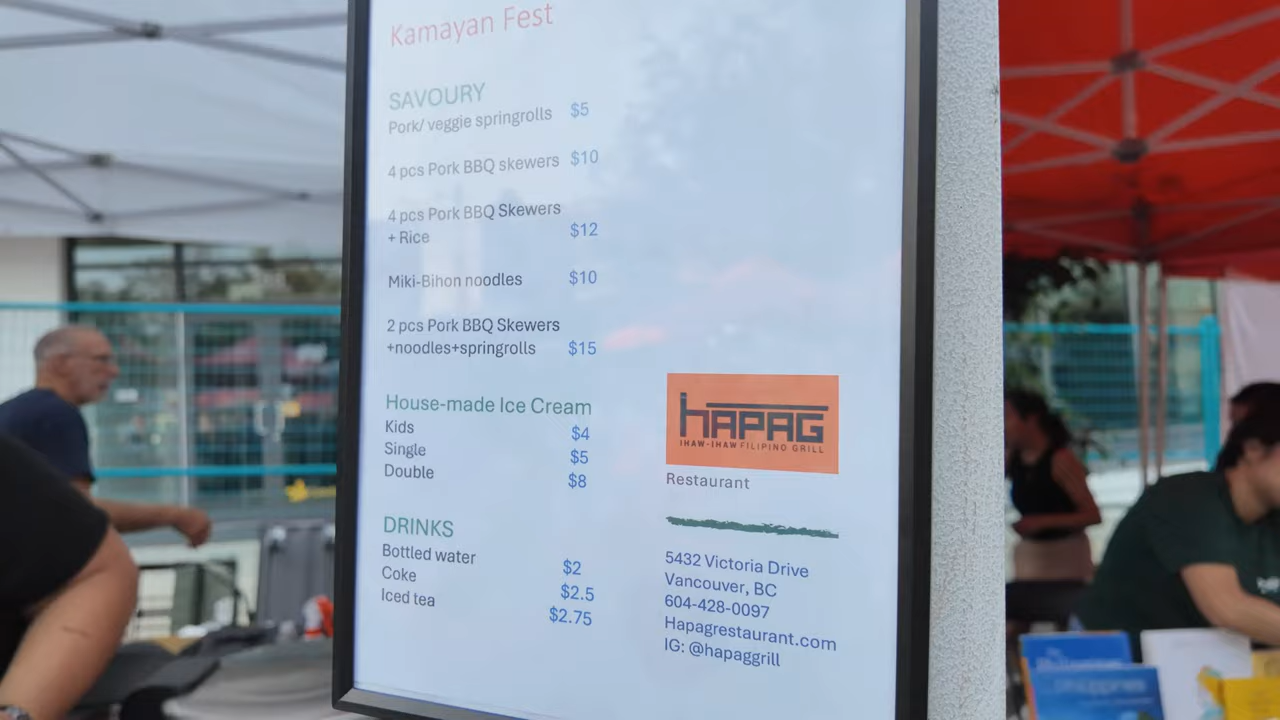 Kamayan Fest
SAVOURY
Pork/ veggie springrolls $5
4 pcs Pork BBQ skewers $10
4 pcs Pork BBQ Skewers
+ Rice $12
Miki-Bihon noodles $10
2 pcs Pork BBQ Skewers
+noodles+springrolls $15
House-made Ice Cream
Kids $4
Single $5
Double $8
DRINKS
Bottled water $2
Coke $2.5
Iced tea $2.75
HAPAG
IHAW-IHAW FILIPINO GRILL
Restaurant
5432 Victoria Drive
Vancouver, BC
604-428-0097
Hapagrestaurant.com
IG: @hapaggrill